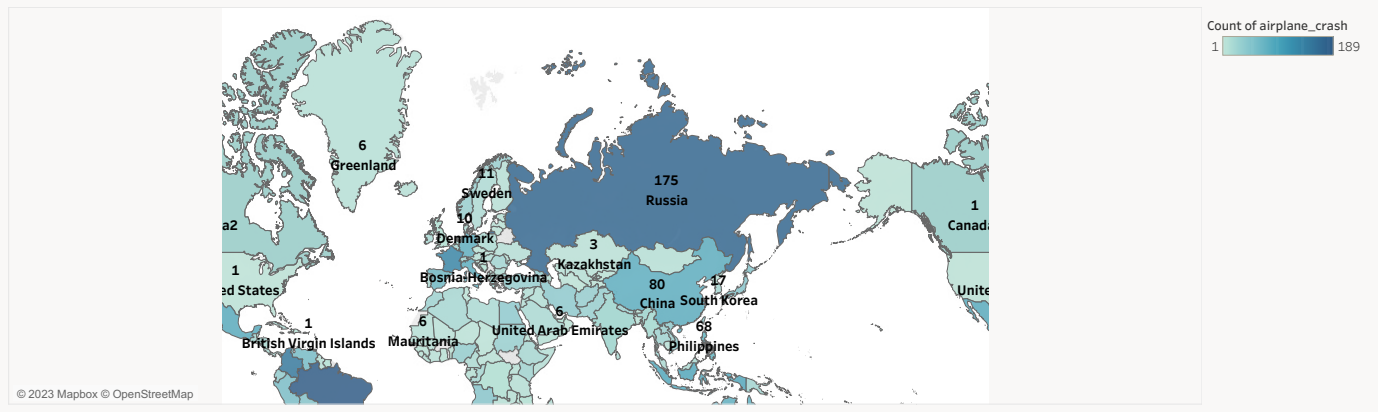 Count of airplane_crash
1 189
6
Greenland
11
Sweden
175
Russia
10
Denmark
1
Canada
a2
3
Kazakhstan
1
Bosnia-Herzegovina
1
ed States
80
China
17
South Korea
Unite
6
United Arab Emirates
6
Mauritania
1
British Virgin Islands
68
Philippines
© 2023 Mapbox © OpenStreetMap